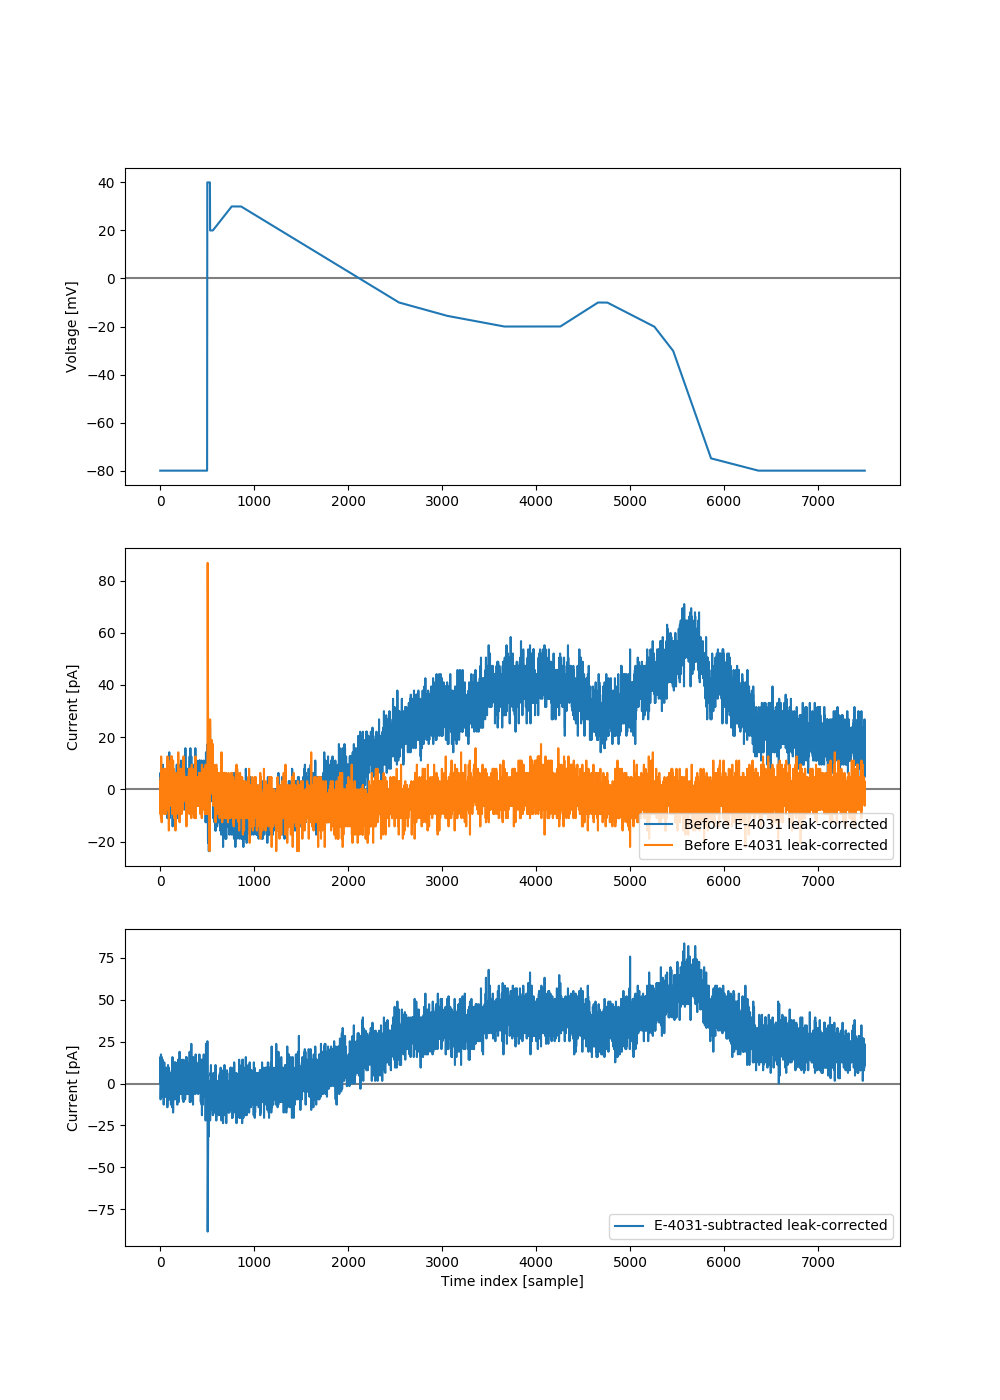 40
20
0
−20
−40
−60
−80
Voltage [mV]
0 1000 2000 3000 4000 5000 6000 7000
80
60
40
20
0
−20
Current [pA]
Before E-4031 leak-corrected
Before E-4031 leak-corrected
0 1000 2000 3000 4000 5000 6000 7000
75
50
25
0
−25
−50
−75
Current [pA]
E-4031-subtracted leak-corrected
0 1000 2000 3000 4000 5000 6000 7000
Time index [sample]